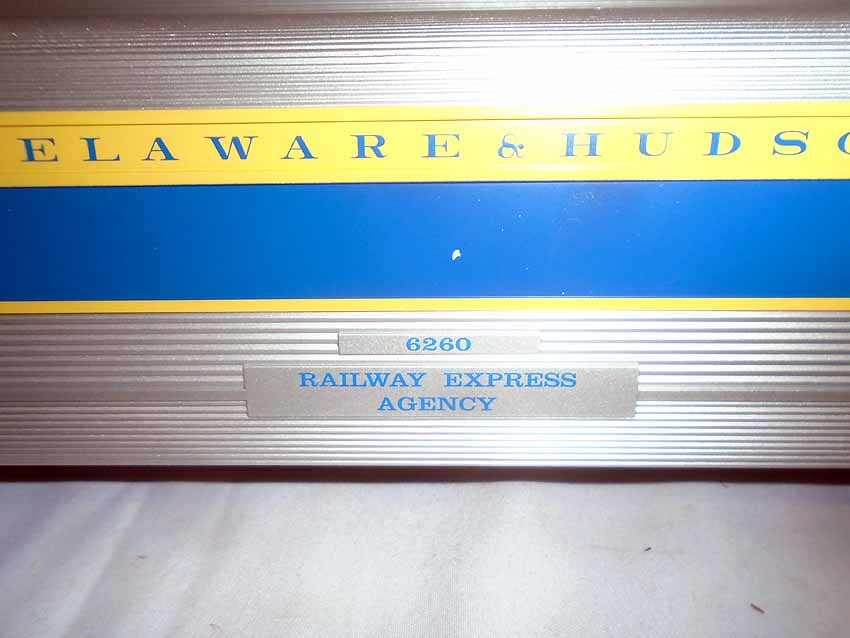 ELAWARE & HUDSO
6260
RAILWAY EXPRESS
AGENCY